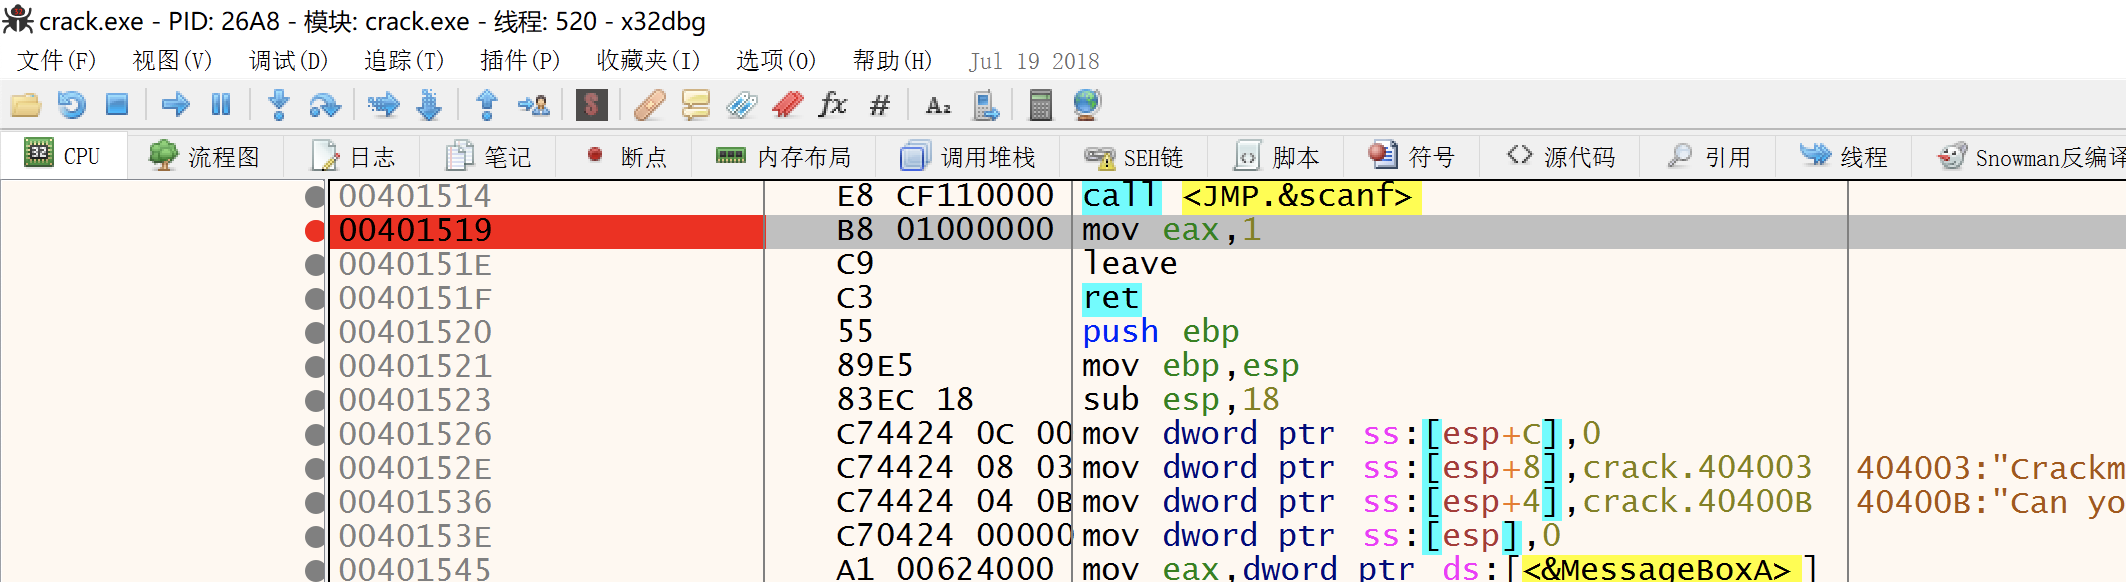 crack.exe - PID: 26A8 - 模块: crack.exe - 线程: 520 - x32dbg
文件(F) 视图(V) 调试(D) 追踪(T) 插件(P) 收藏夹(I) 选项(O) 帮助(H) Jul 19 2018
S fx # Az
32 CPU 流程图 日志 笔记 断点 内存布局 调用堆栈 SEH链 脚本 符号 源代码 引用 线程 Snowman反编译
00401514 E8 CF110000 call <JMP.&scanf>
00401519 B8 01000000 mov eax,1
0040151E C9 leave
0040151F C3 ret
00401520 55 push ebp
00401521 89E5 mov ebp,esp
00401523 83EC 18 sub esp,18
00401526 C74424 0C 00 mov dword ptr ss:[esp+C],0
0040152E C74424 08 03 mov dword ptr ss:[esp+8],crack.404003 404003:"Crackm
00401536 C74424 04 0B mov dword ptr ss:[esp+4],crack.40400B 40400B:"Can yo
0040153E C70424 00000 mov dword ptr ss:[esp],0
00401545 A1 00624000 mov eax,dword ptr ds:[<&MessageBoxA>]